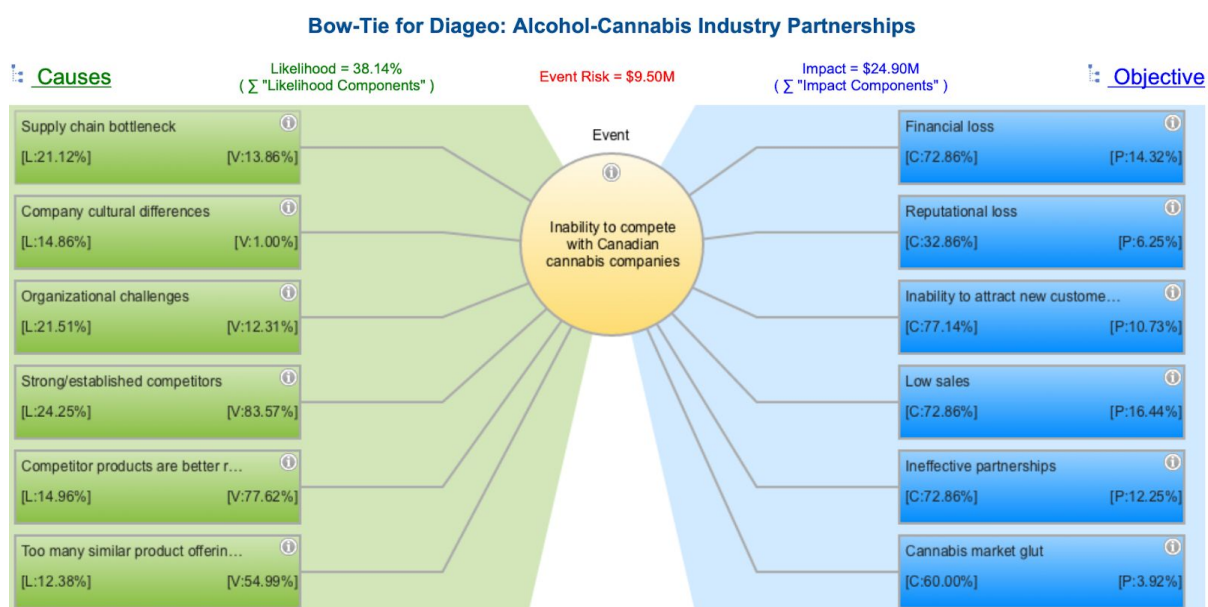 Bow-Tie for Diageo: Alcohol-Cannabis Industry Partnerships
Causes
Likelihood = 38.14%
( ∑ "Likelihood Components" )
Event Risk = $9.50M
Impact = $24.90M
( ∑ "Impact Components" )
Objective
Supply chain bottleneck
[L:21.12%] [V:13.86%]
Company cultural differences
[L:14.86%] [V:1.00%]
Organizational challenges
[L:21.51%] [V:12.31%]
Strong/established competitors
[L:24.25%] [V:83.57%]
Competitor products are better r...
[L:14.96%] [V:77.62%]
Too many similar product offerin...
[L:12.38%] [V:54.99%]
Event
Inability to compete
with Canadian
cannabis companies
Financial loss
[C:72.86%] [P:14.32%]
Reputational loss
[C:32.86%] [P:6.25%]
Inability to attract new custome...
[C:77.14%] [P:10.73%]
Low sales
[C:72.86%] [P:16.44%]
Ineffective partnerships
[C:72.86%] [P:12.25%]
Cannabis market glut
[C:60.00%] [P:3.92%]